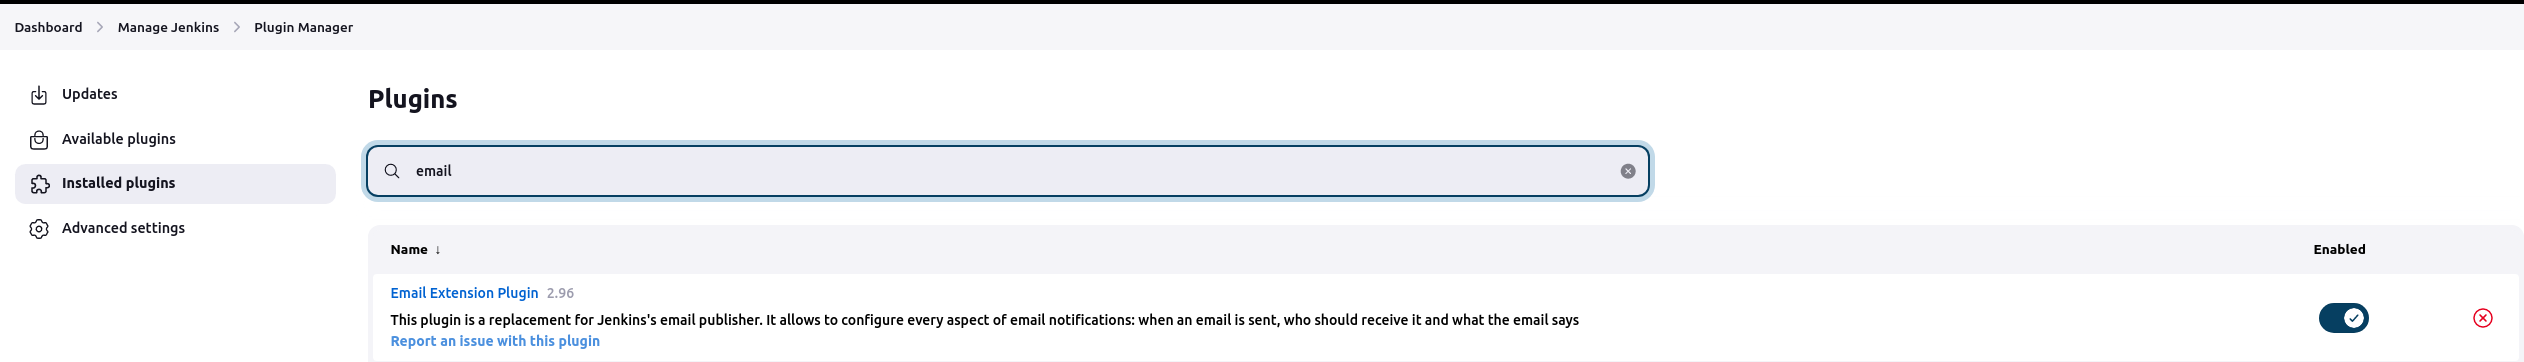 Dashboard > Manage Jenkins > Plugin Manager
Updates
Available plugins
Installed plugins
Advanced settings
Plugins
email
Name ↓ Enabled
Email Extension Plugin 2.96
This plugin is a replacement for Jenkins's email publisher. It allows to configure every aspect of email notifications: when an email is sent, who should receive it and what the email says
Report an issue with this plugin